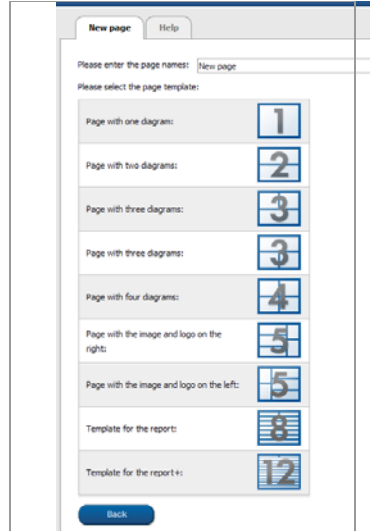 New page
Help
Please enter the page names:
New page
Please select the page template:
Page with one diagram:
1
Page with two diagrams:
2
Page with three diagrams:
3
Page with three diagrams:
3
Page with four diagrams:
4
Page with the image and logo on the
right:
5
Page with the image and logo on the left:
5
Template for the report:
8
Template for the report+:
12
Back